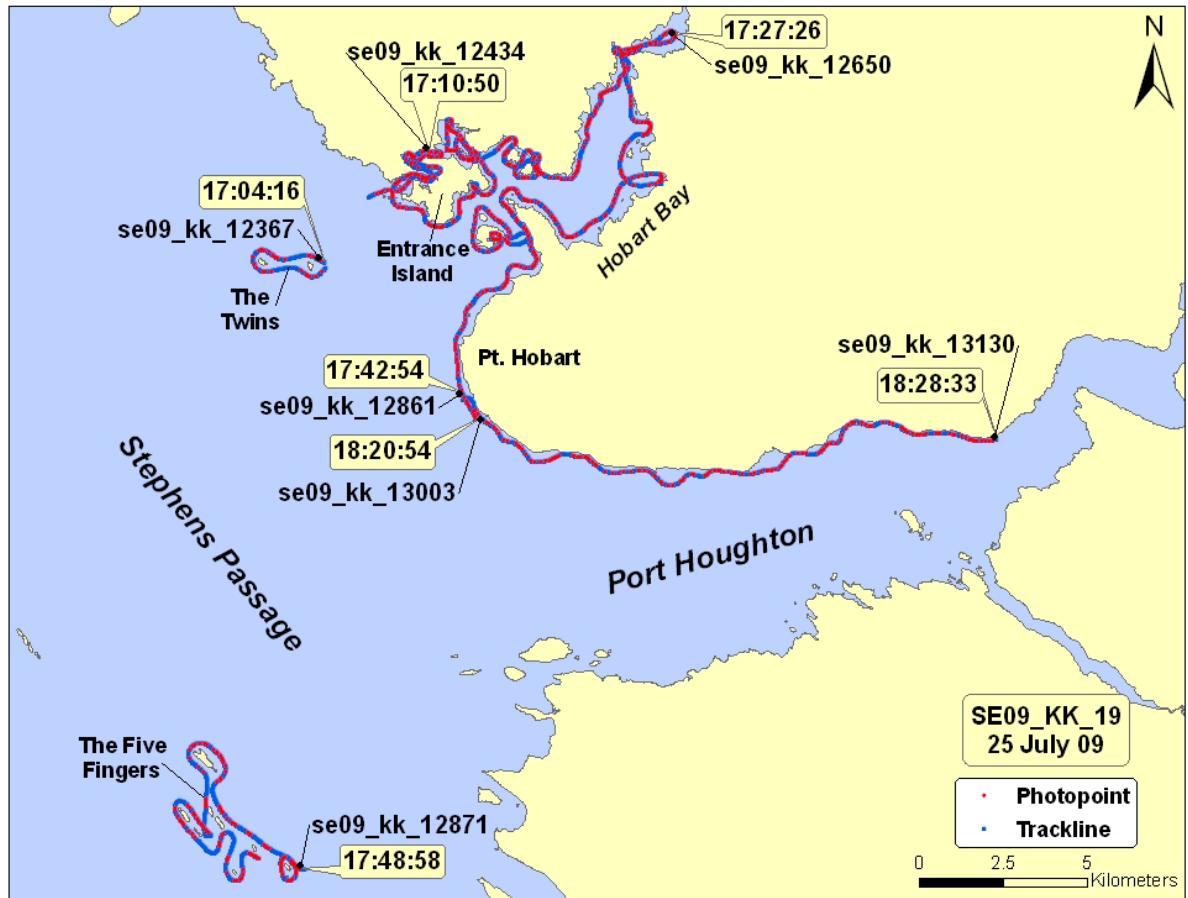 N
17:27:26
se09_kk_12650
se09_kk_12434
17:10:50
17:04:16
se09_kk_12367
Entrance
Island
Hobart Bay
The
Twins
Pt. Hobart
17:42:54
se09_kk_12861
18:20:54
se09_kk_13003
se09_kk_13130
18:28:33
Stephens Passage
Port Houghton
The Five
Fingers
se09_kk_12871
17:48:58
SE09_KK_19
25 July 09
Photopoint
Trackline
0 2.5 5
Kilometers